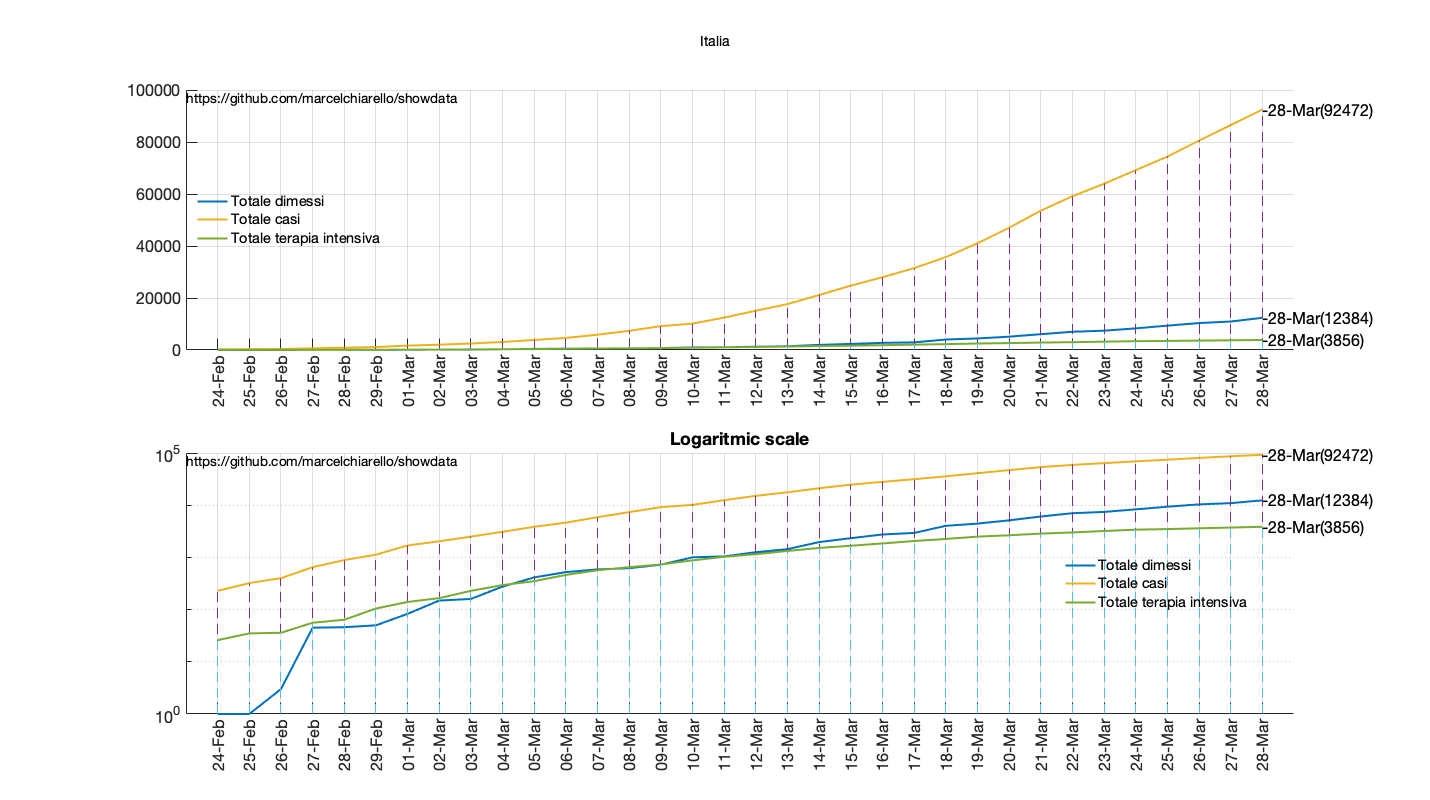 Italia
100000
https://github.com/marcelchiarello/showdata
-28-Mar(92472)
80000
60000
Totale dimessi
Totale casi
Totale terapia intensiva
40000
20000
-28-Mar(12384)
-28-Mar(3856)
0
24-Feb 25-Feb 26-Feb 27-Feb 28-Feb 29-Feb 01-Mar 02-Mar 03-Mar 04-Mar 05-Mar 06-Mar 07-Mar 08-Mar 09-Mar 10-Mar 11-Mar 12-Mar 13-Mar 14-Mar 15-Mar 16-Mar 17-Mar 18-Mar 19-Mar 20-Mar 21-Mar 22-Mar 23-Mar 24-Mar 25-Mar 26-Mar 27-Mar 28-Mar
Logaritmic scale
10^5
https://github.com/marcelchiarello/showdata
-28-Mar(92472)
-28-Mar(12384)
-28-Mar(3856)
Totale dimessi
Totale casi
Totale terapia intensiva
10^0
24-Feb 25-Feb 26-Feb 27-Feb 28-Feb 29-Feb 01-Mar 02-Mar 03-Mar 04-Mar 05-Mar 06-Mar 07-Mar 08-Mar 09-Mar 10-Mar 11-Mar 12-Mar 13-Mar 14-Mar 15-Mar 16-Mar 17-Mar 18-Mar 19-Mar 20-Mar 21-Mar 22-Mar 23-Mar 24-Mar 25-Mar 26-Mar 27-Mar 28-Mar